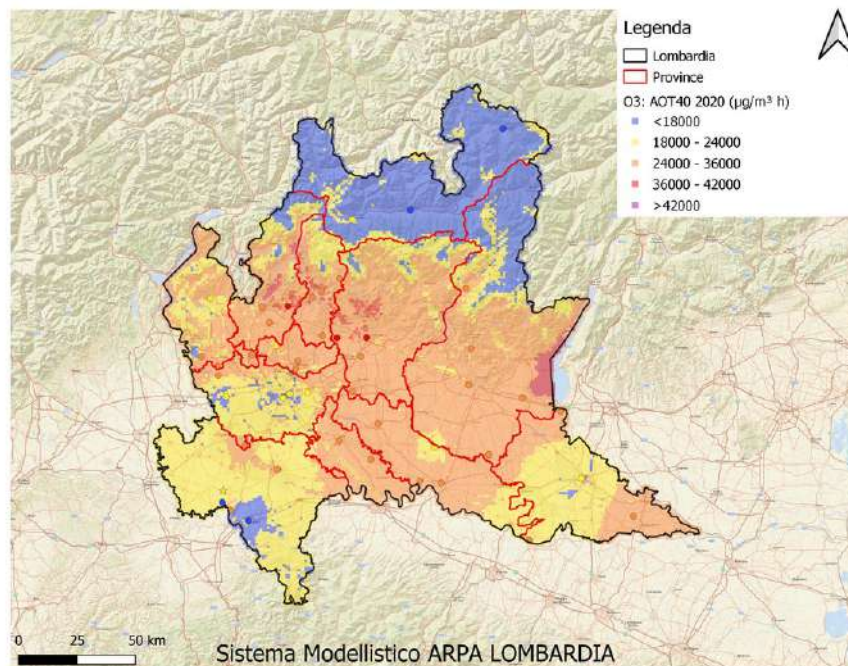 Legenda
Lombardia
Province
O3: AOT40 2020 (µg/m³ h)
<18000
18000 - 24000
24000 - 36000
36000 - 42000
>42000
0 25 50 km
Sistema Modellistico ARPA LOMBARDIA